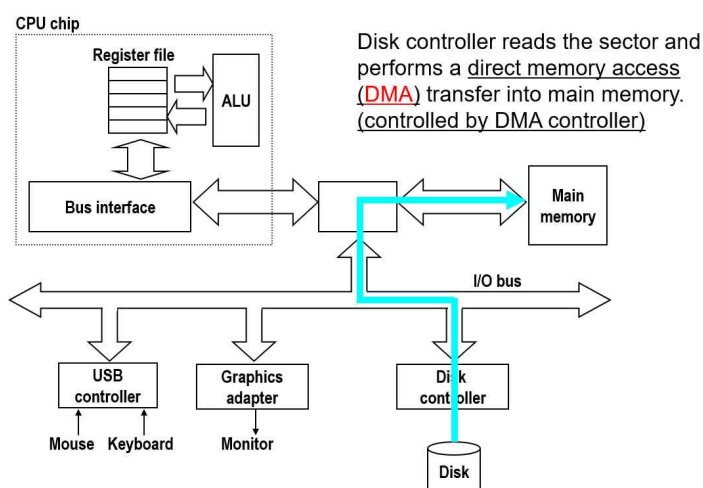 CPU chip
Register file
ALU
Disk controller reads the sector and
performs a direct memory access
(DMA) transfer into main memory.
(controlled by DMA controller)
Bus interface
Main
memory
I/O bus
USB
controller
Graphics
adapter
Disk
controller
Mouse
Keyboard
Monitor
Disk